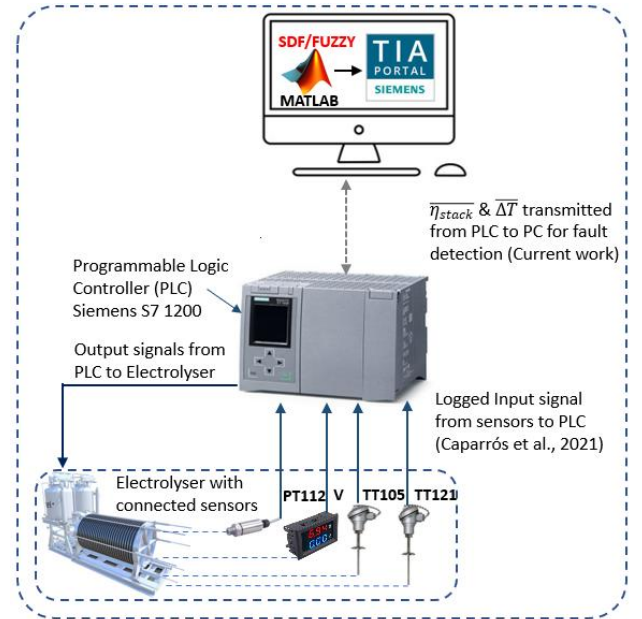 SDF/FUZZY
MATLAB
TIA
PORTAL
SIEMENS
η_stack & ΔT transmitted
from PLC to PC for fault
detection (Current work)
Programmable Logic
Controller (PLC)
Siemens S7 1200
Output signals from
PLC to Electrolyser
Logged Input signal
from sensors to PLC
(Caparrós et al., 2021)
Electrolyser with
connected sensors
PT112
V
TT105
TT121